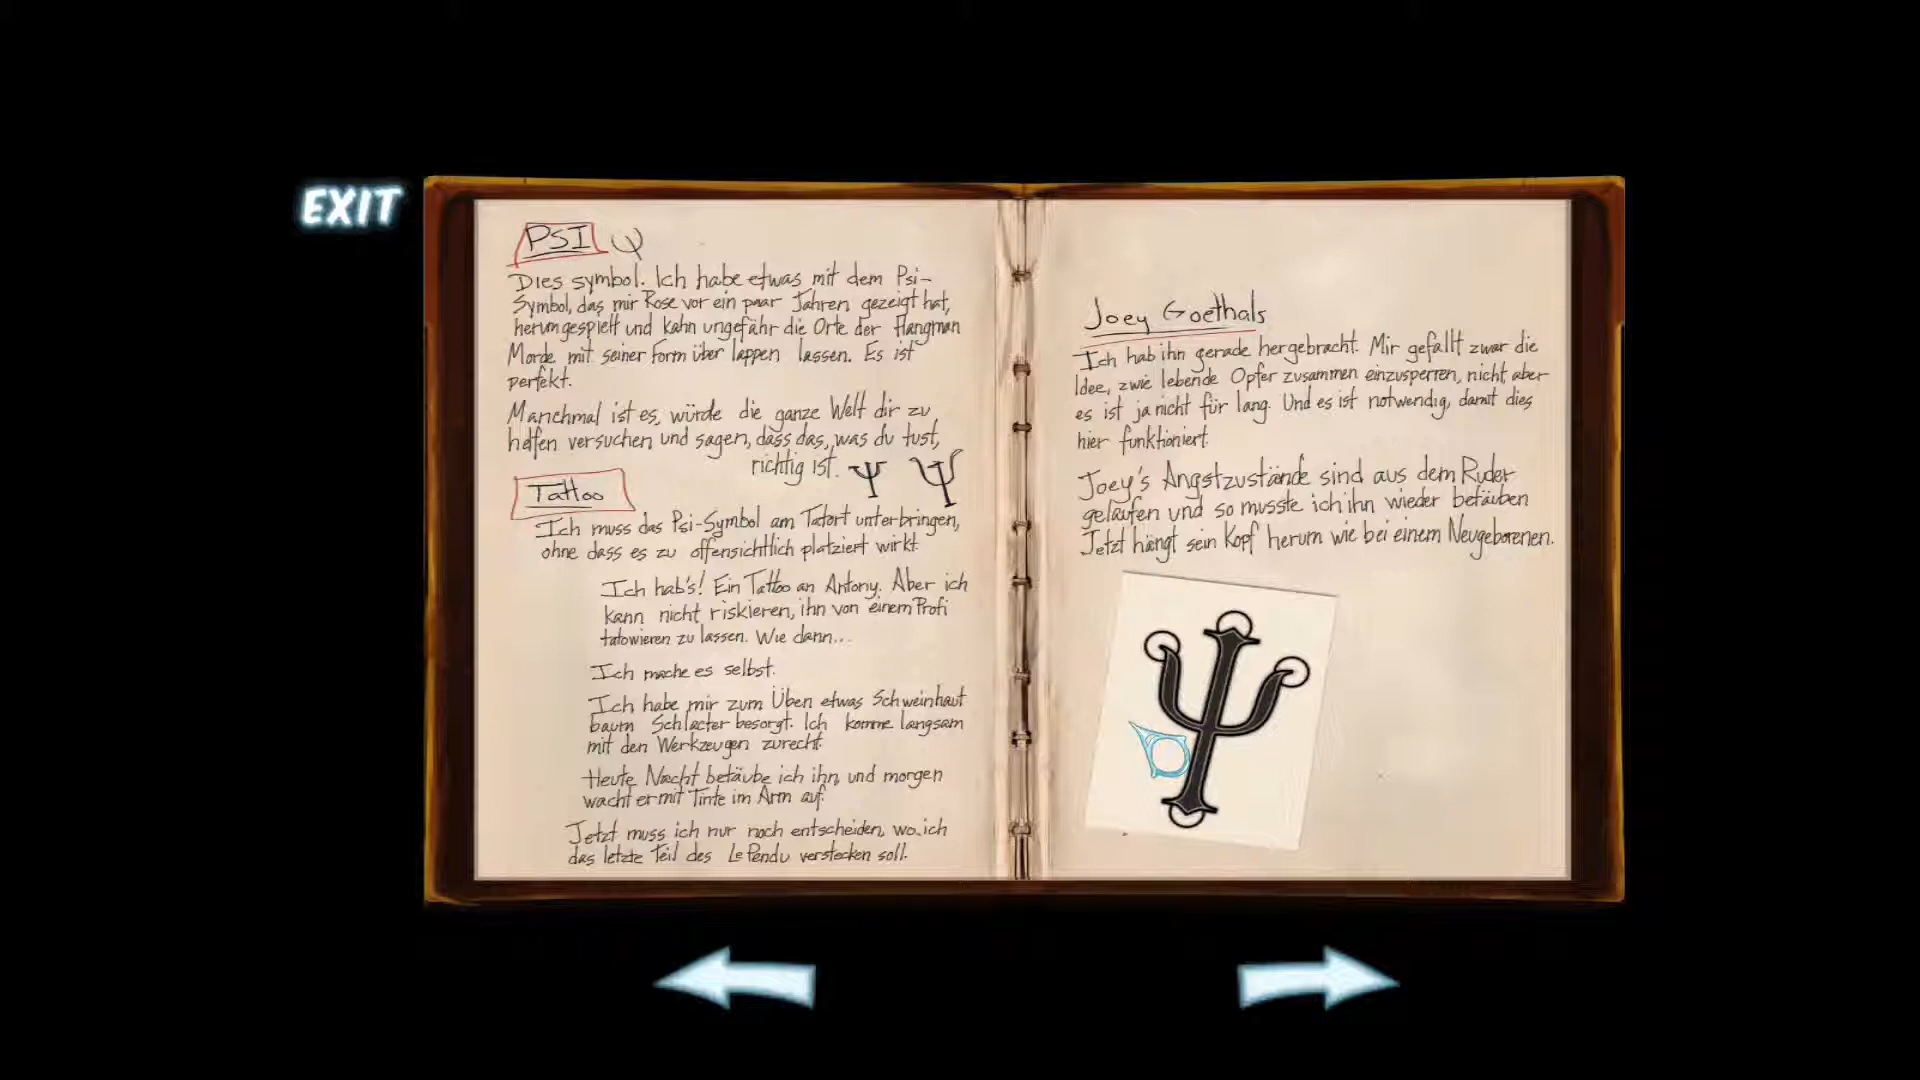 EXIT
PSI
Dies symbol. Ich habe etwas mit dem Psi-
Symbol, das mir Rose vor ein paar Jahren gezeigt hat,
herumgespielt und kahn ungefähr die Orte der Hangman
Morde mit seiner Form über lappen lassen. Es ist
perfekt.
Manchmal ist es, würde die ganze Welt dir zu
helfen versuchen und sagen, dass das, was du tust,
richtig ist. Ψ Ψ
Tattoo
Ich muss das Psi-Symbol am Tatort unterbringen,
ohne dass es zu offensichtlich platziert wirkt.
Ich hab's! Ein Tattoo an Antony. Aber ich
kann nicht riskieren, ihn von einem Profi
tatowieren zu lassen. Wie dann...
Ich mache es selbst.
Ich habe mir zum Üben etwas Schweinhaut
baum Schlacter besorgt. Ich komme langsam
mit den Werkzeugen zurecht.
Heute Nacht betäube ich ihn, und morgen
wacht er mit Tinte im Arm auf.
Jetzt muss ich nur noch entscheiden, wo ich
das letzte Teil des Le Pendu verstecken soll.
Joey Goethals
Ich hab ihn gerade hergebracht. Mir gefällt zwar die
Idee, zwie lebende Opfer zusammen einzusperren, nicht, aber
es ist ja nicht für lang. Und es ist notwendig, damit dies
hier funktioniert.
Joey's Angstzustände sind aus dem Ruder
gelaufen und so musste ich ihn wieder betäuben
Jetzt hängt sein Kopf herum wie bei einem Neugeborenen.
Ψ